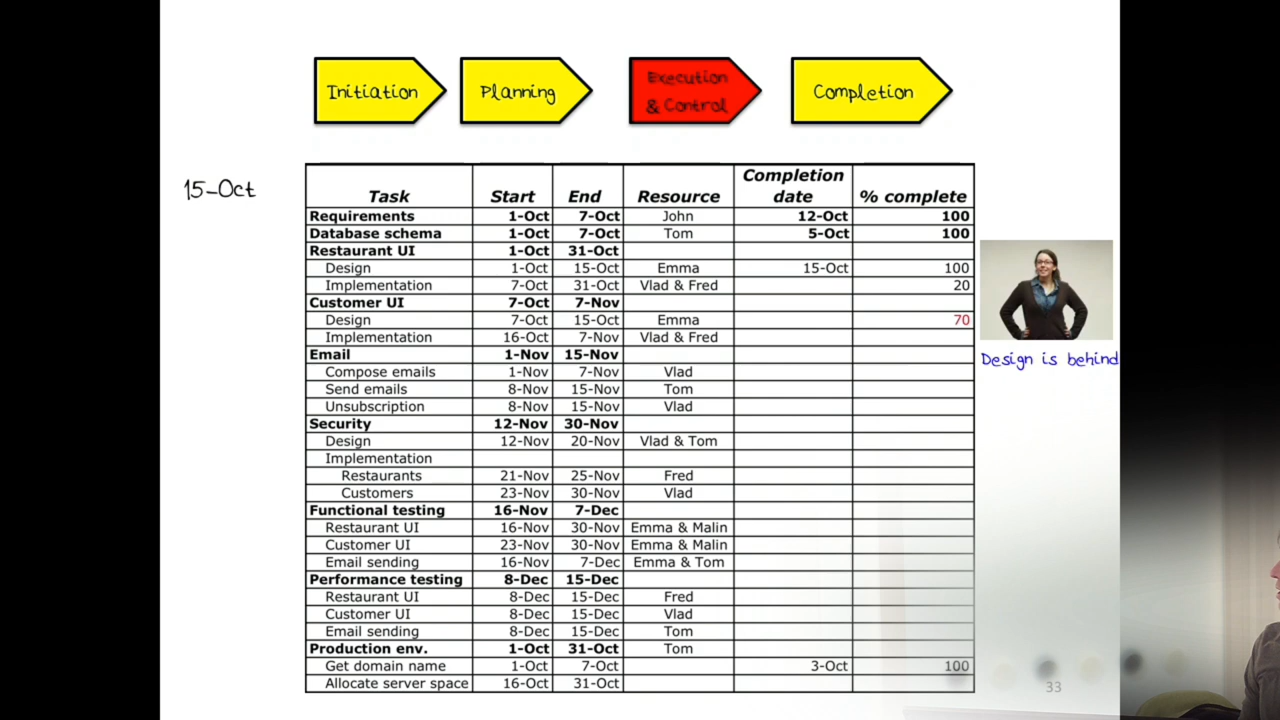 Initiation Planning Execution & Control Completion
15-Oct
Task Start End Resource Completion date % complete
Requirements 1-Oct 7-Oct John 12-Oct 100
Database schema 1-Oct 7-Oct Tom 5-Oct 100
Restaurant UI 1-Oct 31-Oct
Design 1-Oct 15-Oct Emma 15-Oct 100
Implementation 7-Oct 31-Oct Vlad & Fred 20
Customer UI 7-Oct 7-Nov
Design 7-Oct 15-Oct Emma 70
Implementation 16-Oct 7-Nov Vlad & Fred
Design is behind
Email 1-Nov 15-Nov
Compose emails 1-Nov 7-Nov Vlad
Send emails 8-Nov 15-Nov Tom
Unsubscription 8-Nov 15-Nov Vlad
Security 12-Nov 30-Nov
Design 12-Nov 20-Nov Vlad & Tom
Implementation
Restaurants 21-Nov 25-Nov Fred
Customers 23-Nov 30-Nov Vlad
Functional testing 16-Nov 7-Dec
Restaurant UI 16-Nov 30-Nov Emma & Malin
Customer UI 23-Nov 30-Nov Emma & Malin
Email sending 16-Nov 7-Dec Emma & Tom
Performance testing 8-Dec 15-Dec
Restaurant UI 8-Dec 15-Dec Fred
Customer UI 8-Dec 15-Dec Vlad
Email sending 8-Dec 15-Dec Tom
Production env. 1-Oct 31-Oct Tom
Get domain name 1-Oct 7-Oct 3-Oct 100
Allocate server space 16-Oct 31-Oct
33